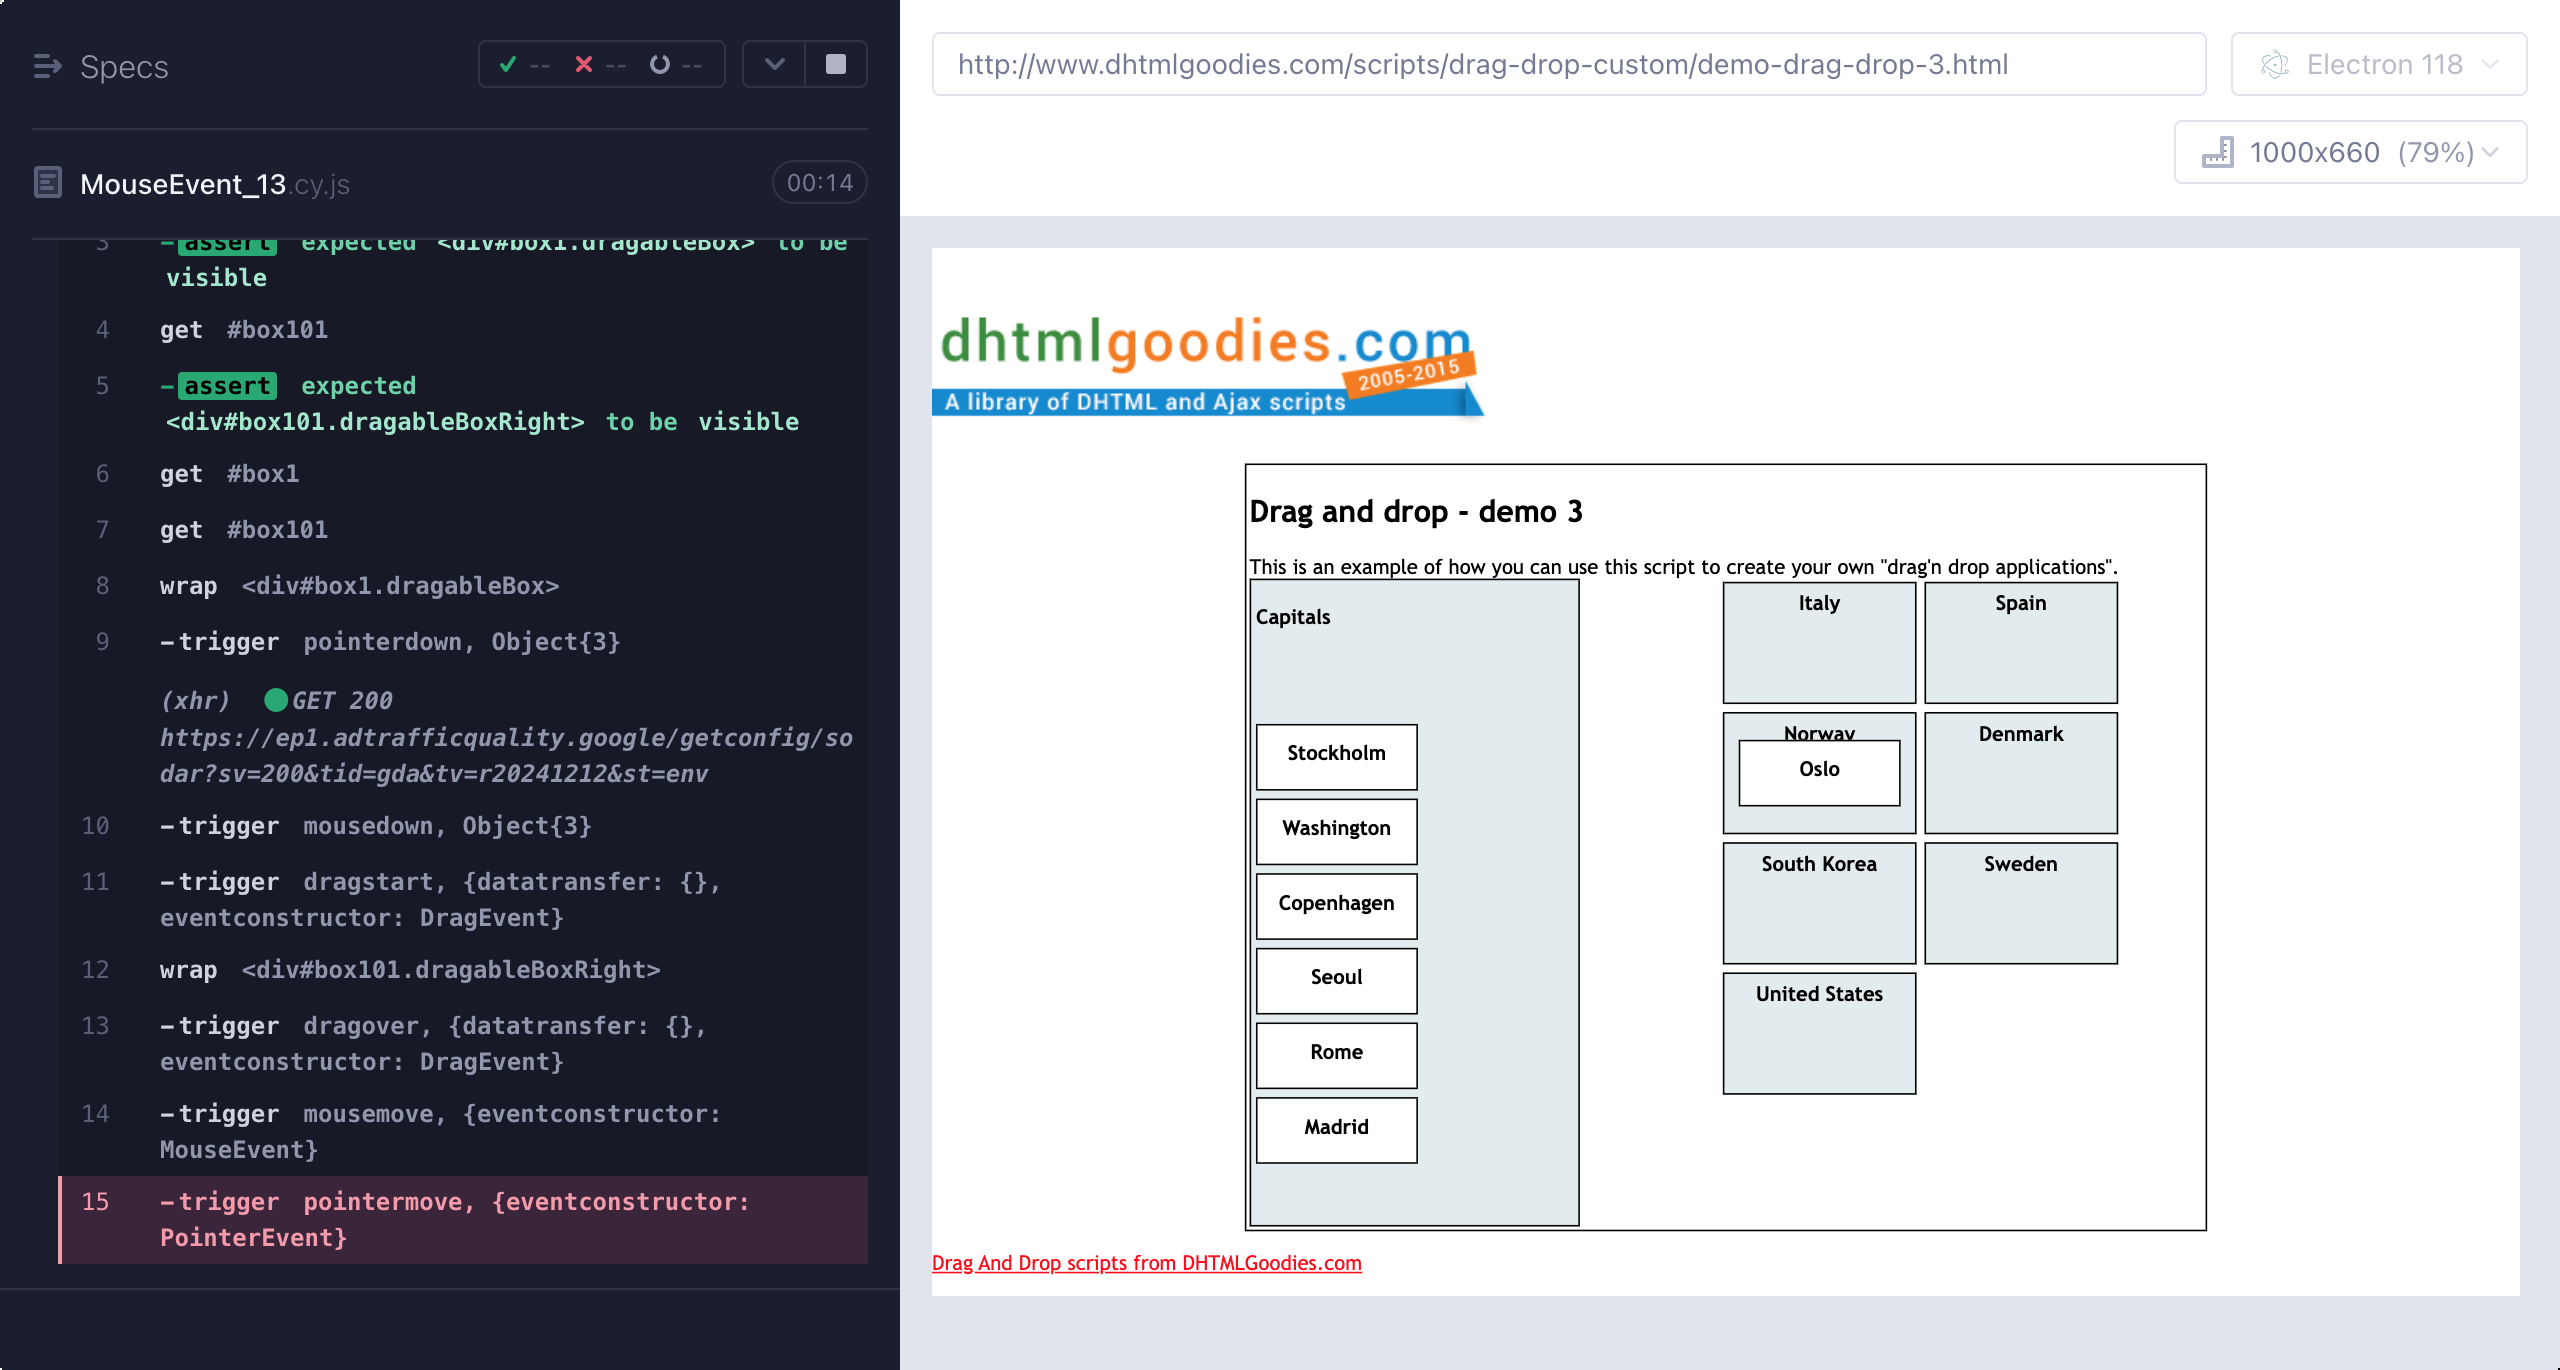 Specs
-- -- --
MouseEvent_13.cy.js 00:14
3 -assert expected <div#box1.dragableBox> to be
visible
4 get #box101
5 -assert expected
<div#box101.dragableBoxRight> to be visible
6 get #box1
7 get #box101
8 wrap <div#box1.dragableBox>
9 -trigger pointerdown, Object{3}
(xhr) GET 200
https://ep1.adtrafficquality.google/getconfig/so
dar?sv=200&tid=gda&tv=r20241212&st=env
10 -trigger mousedown, Object{3}
11 -trigger dragstart, {datatransfer: {},
eventconstructor: DragEvent}
12 wrap <div#box101.dragableBoxRight>
13 -trigger dragover, {datatransfer: {},
eventconstructor: DragEvent}
14 -trigger mousemove, {eventconstructor:
MouseEvent}
15 -trigger pointermove, {eventconstructor:
PointerEvent}
http://www.dhtmlgoodies.com/scripts/drag-drop-custom/demo-drag-drop-3.html
Electron 118
1000x660 (79%)
dhtmlgoodies.com
2005-2015
A library of DHTML and Ajax scripts
Drag and drop - demo 3
This is an example of how you can use this script to create your own "drag'n drop applications".
Capitals
Stockholm
Washington
Copenhagen
Seoul
Rome
Madrid
Italy
Spain
Norway
Oslo
Denmark
South Korea
Sweden
United States
Drag And Drop scripts from DHTMLGoodies.com